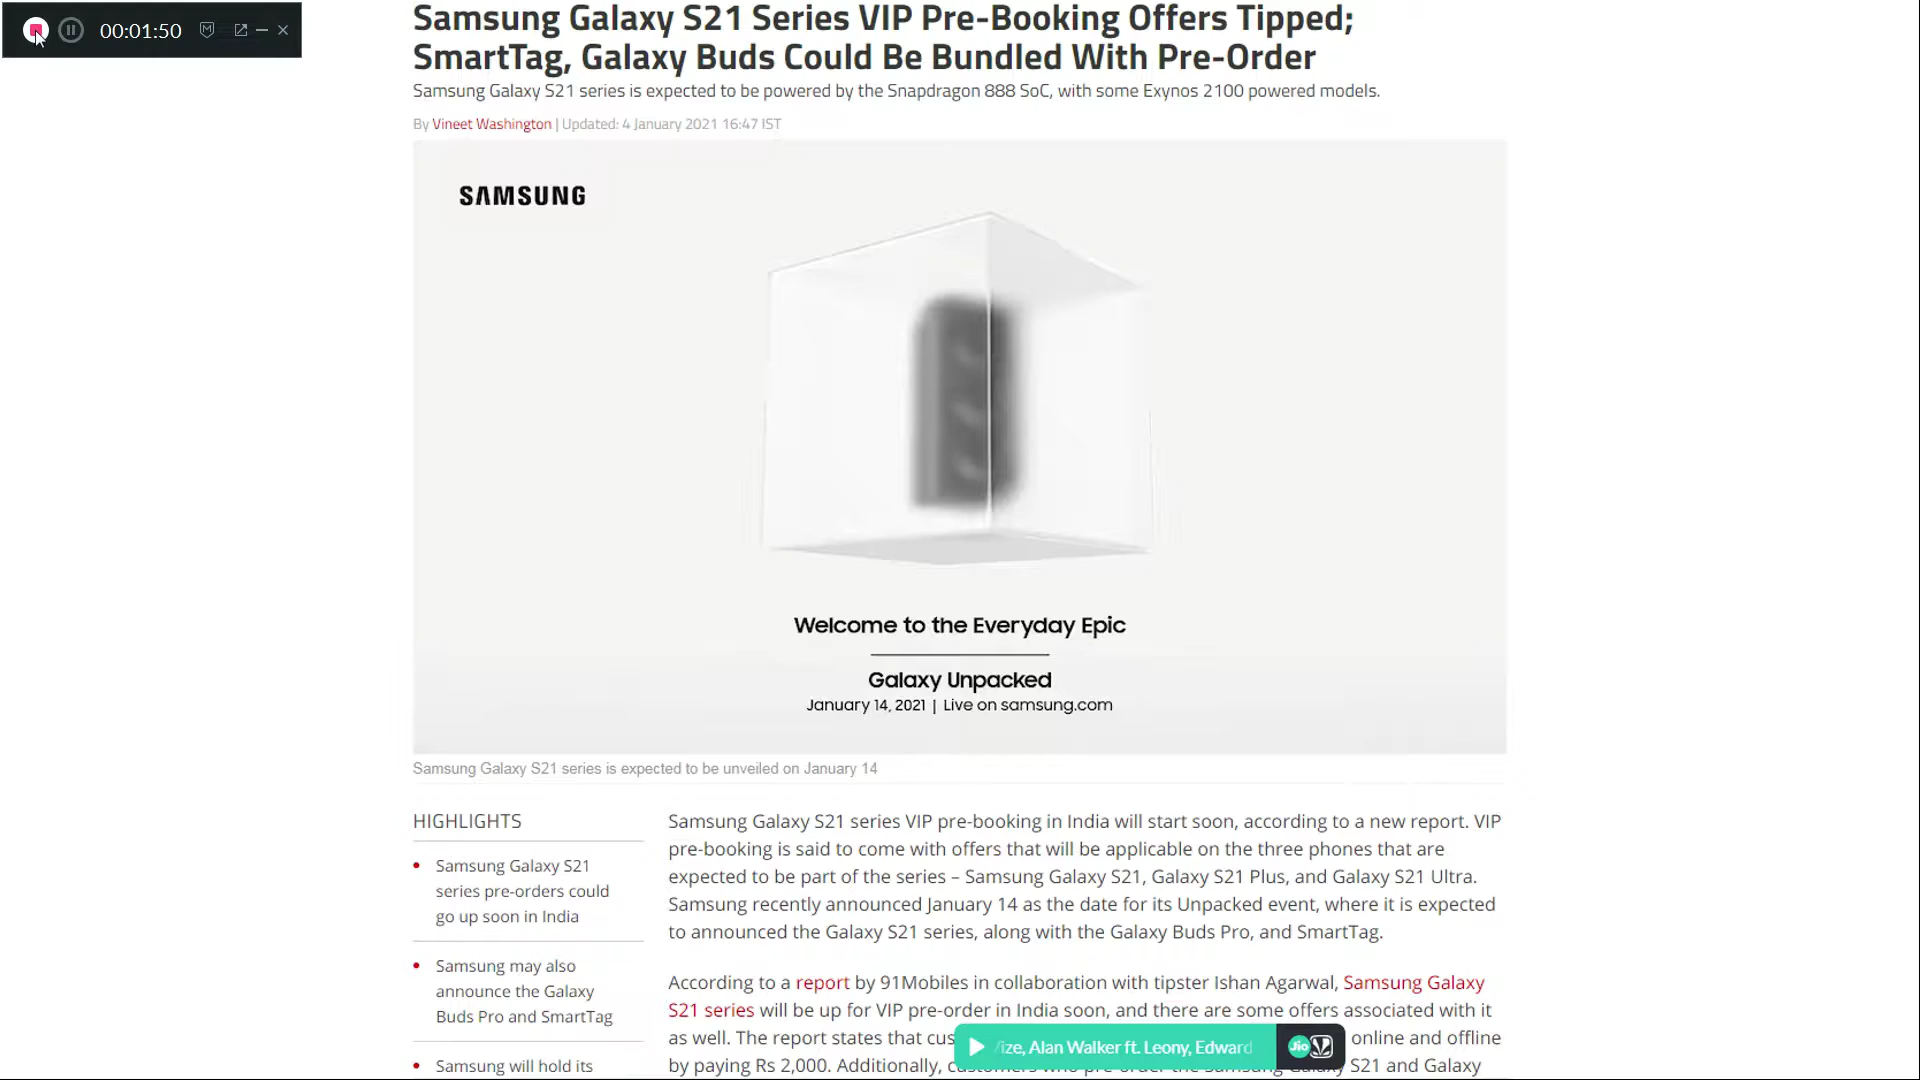 00:01:50
Samsung Galaxy S21 Series VIP Pre-Booking Offers Tipped;
SmartTag, Galaxy Buds Could Be Bundled With Pre-Order
Samsung Galaxy S21 series is expected to be powered by the Snapdragon 888 SoC, with some Exynos 2100 powered models.
By Vineet Washington | Updated: 4 January 2021 16:47 IST
SAMSUNG
Welcome to the Everyday Epic
Galaxy Unpacked
January 14, 2021 | Live on samsung.com
Samsung Galaxy S21 series is expected to be unveiled on January 14
HIGHLIGHTS
Samsung Galaxy S21
series pre-orders could
go up soon in India
Samsung may also
announce the Galaxy
Buds Pro and SmartTag
Samsung will hold its
Samsung Galaxy S21 series VIP pre-booking in India will start soon, according to a new report. VIP
pre-booking is said to come with offers that will be applicable on the three phones that are
expected to be part of the series – Samsung Galaxy S21, Galaxy S21 Plus, and Galaxy S21 Ultra.
Samsung recently announced January 14 as the date for its Unpacked event, where it is expected
to announced the Galaxy S21 series, along with the Galaxy Buds Pro, and SmartTag.
According to a report by 91Mobiles in collaboration with tipster Ishan Agarwal, Samsung Galaxy
S21 series will be up for VIP pre-order in India soon, and there are some offers associated with it
as well. The report states that online and offline
by paying Rs 2,000. Additionally, customers who pre-order the Samsung Galaxy S21 and Galaxy
Alan Walker ft. Leony, Edward
Jio